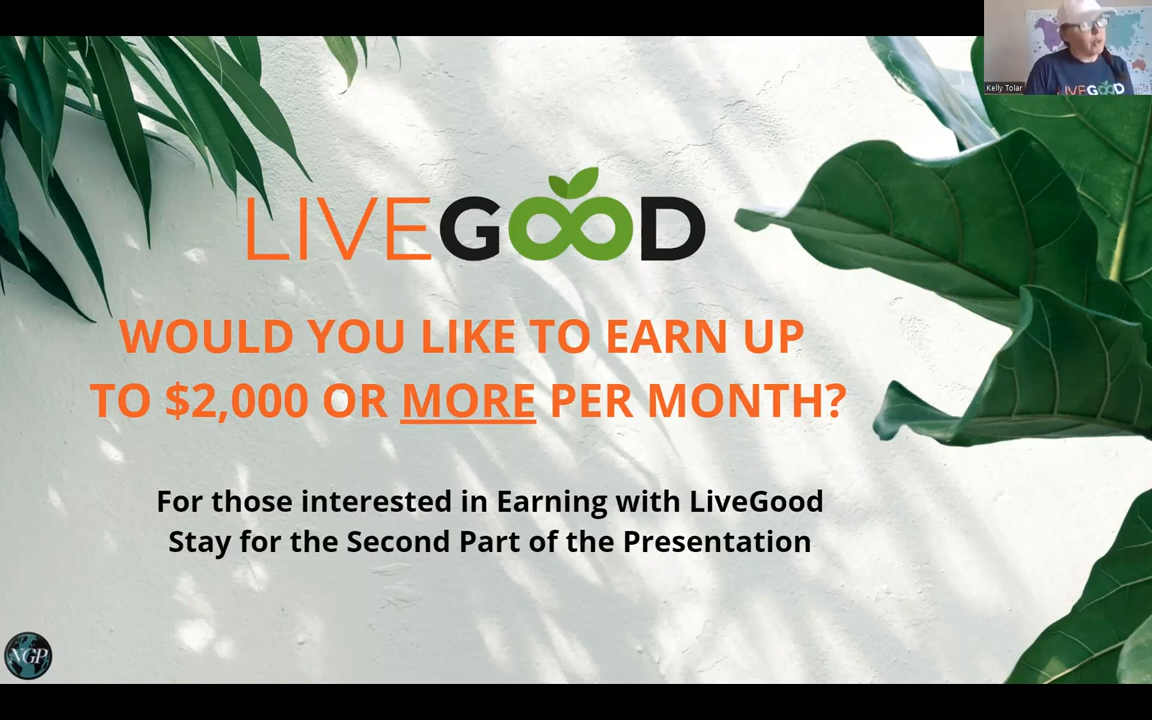 Kelly Tolar
LIVEGOOD
LIVEGOOD
WOULD YOU LIKE TO EARN UP
TO $2,000 OR MORE PER MONTH?
For those interested in Earning with LiveGood
Stay for the Second Part of the Presentation
NGP